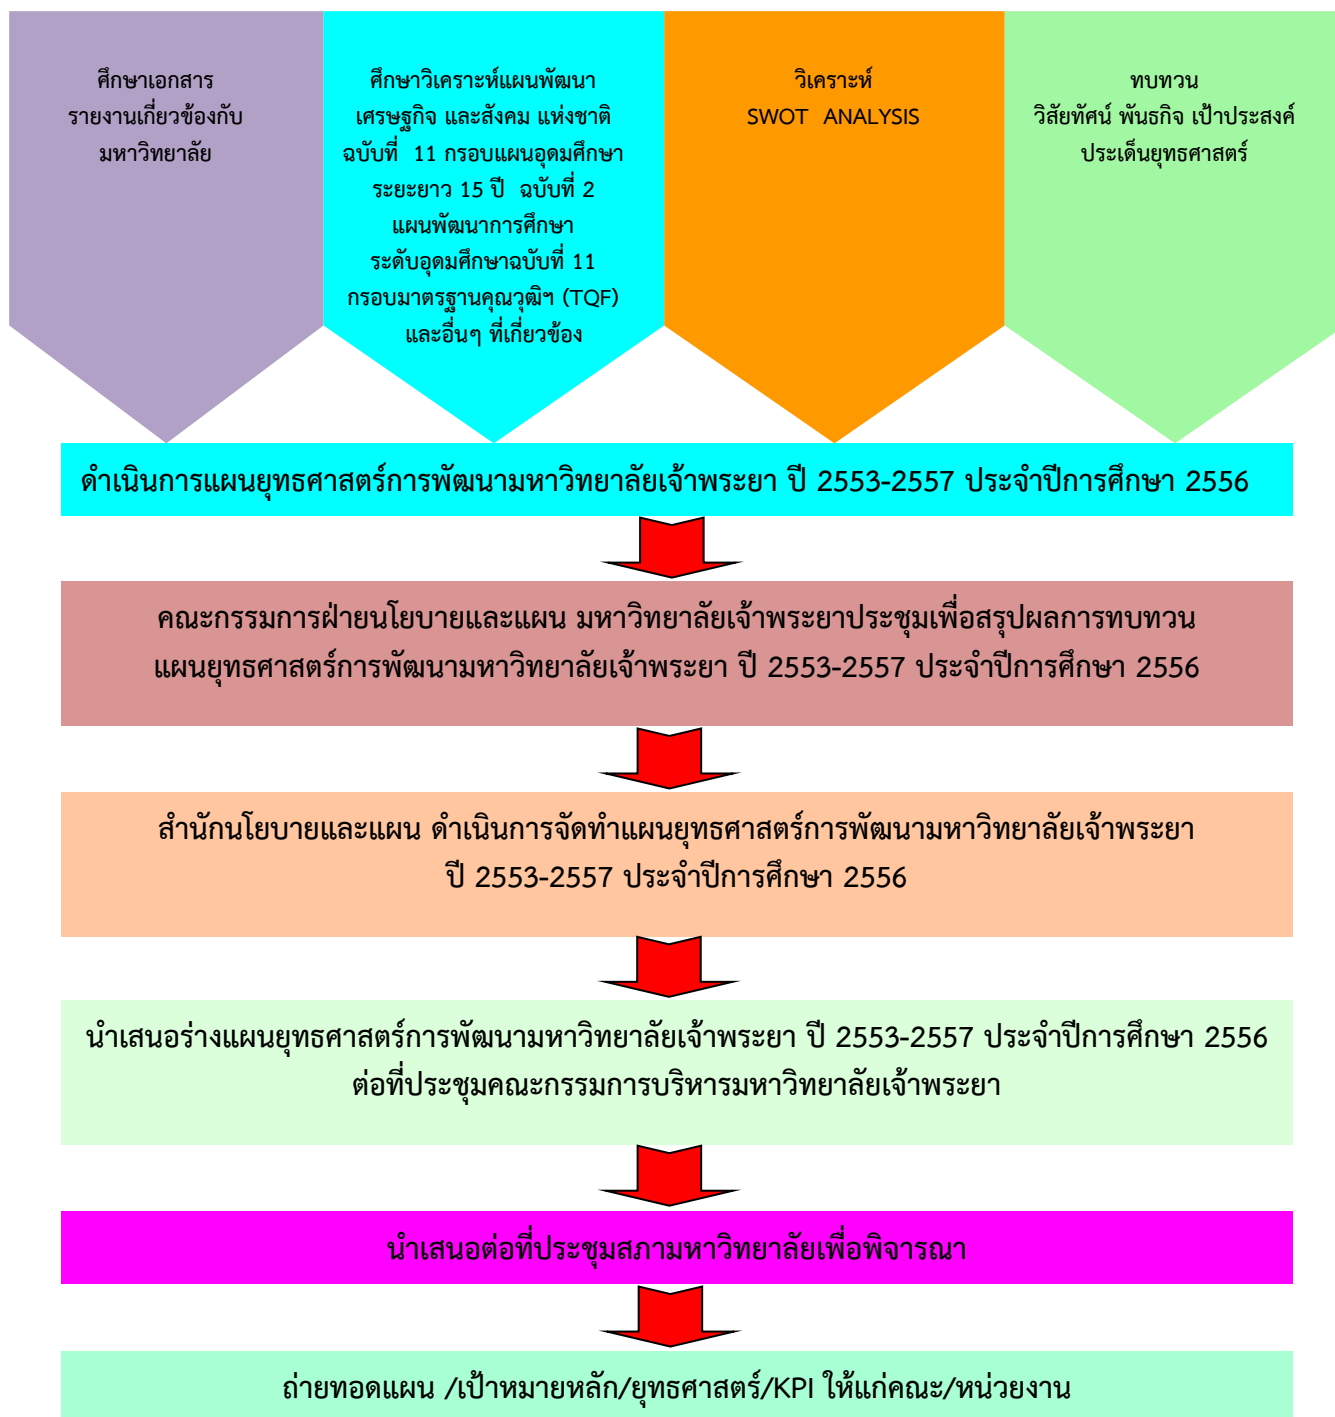 ศึกษาเอกสาร
รายงานเกี่ยวข้องกับ
มหาวิทยาลัย
ศึกษาวิเคราะห์แผนพัฒนา
เศรษฐกิจ และสังคม แห่งชาติ
ฉบับที่ 11 กรอบแผนอุดมศึกษา
ระยะยาว 15 ปี ฉบับที่ 2
แผนพัฒนาการศึกษา
ระดับอุดมศึกษาฉบับที่ 11
กรอบมาตรฐานคุณวุฒิฯ (TQF)
และอื่นๆ ที่เกี่ยวข้อง
วิเคราะห์
SWOT ANALYSIS
ทบทวน
วิสัยทัศน์ พันธกิจ เป้าประสงค์
ประเด็นยุทธศาสตร์
ดำเนินการแผนยุทธศาสตร์การพัฒนามหาวิทยาลัยเจ้าพระยา ปี 2553-2557 ประจำปีการศึกษา 2556
คณะกรรมการฝ่ายนโยบายและแผน มหาวิทยาลัยเจ้าพระยาประชุมเพื่อสรุปผลการทบทวน
แผนยุทธศาสตร์การพัฒนามหาวิทยาลัยเจ้าพระยา ปี 2553-2557 ประจำปีการศึกษา 2556
สำนักนโยบายและแผน ดำเนินการจัดทำแผนยุทธศาสตร์การพัฒนามหาวิทยาลัยเจ้าพระยา
ปี 2553-2557 ประจำปีการศึกษา 2556
นำเสนอร่างแผนยุทธศาสตร์การพัฒนามหาวิทยาลัยเจ้าพระยา ปี 2553-2557 ประจำปีการศึกษา 2556
ต่อที่ประชุมคณะกรรมการบริหารมหาวิทยาลัยเจ้าพระยา
นำเสนอต่อที่ประชุมสภามหาวิทยาลัยเพื่อพิจารณา
ถ่ายทอดแผน /เป้าหมายหลัก/ยุทธศาสตร์/KPI ให้แก่คณะ/หน่วยงาน